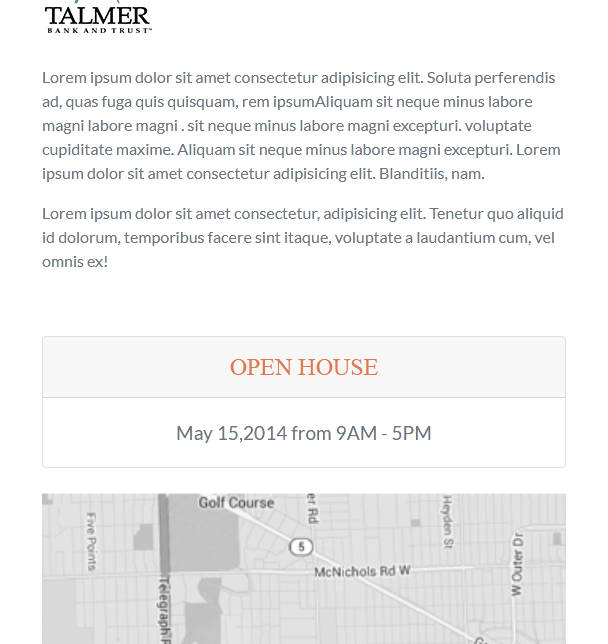 TALMER
BANK AND TRUST™
Lorem ipsum dolor sit amet consectetur adipisicing elit. Soluta perferendis
ad, quas fuga quis quisquam, rem ipsumAliquam sit neque minus labore
magni labore magni . sit neque minus labore magni excepturi. voluptate
cupiditate maxime. Aliquam sit neque minus labore magni excepturi. Lorem
ipsum dolor sit amet consectetur adipisicing elit. Blanditiis, nam.
Lorem ipsum dolor sit amet consectetur, adipisicing elit. Tenetur quo aliquid
id dolorum, temporibus facere sint itaque, voluptate a laudantium cum, vel
omnis ex!
OPEN HOUSE
May 15,2014 from 9AM - 5PM
Golf Course
er Rd
Hayden St
Five Points
5
McNichols Rd W
W Outer Dr
Telegraph